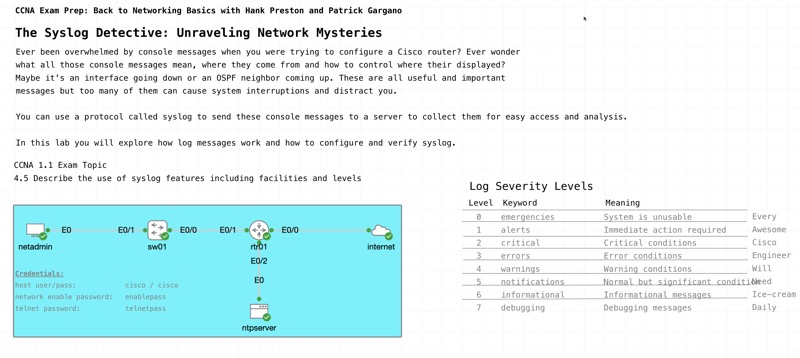 CCNA Exam Prep: Back to Networking Basics with Hank Preston and Patrick Gargano
The Syslog Detective: Unraveling Network Mysteries
Ever been overwhelmed by console messages when you were trying to configure a Cisco router? Ever wonder
what all those console messages mean, where they come from and how to control where their displayed?
Maybe it's an interface going down or an OSPF neighbor coming up. These are all useful and important
messages but too many of them can cause system interruptions and distract you.
You can use a protocol called syslog to send these console messages to a server to collect them for easy access and analysis.
In this lab you will explore how log messages work and how to configure and verify syslog.
CCNA 1.1 Exam Topic
4.5 Describe the use of syslog features including facilities and levels
E0 E0/1 E0/0 E0/1 E0/0
netadmin sw01 rtr01 internet
E0/2
E0
ntpserver
Credentials:
host user/pass: cisco / cisco
network enable password: enablepass
telnet password: telnetpass
Log Severity Levels
Level Keyword Meaning
0 emergencies System is unusable Every
1 alerts Immediate action required Awesome
2 critical Critical conditions Cisco
3 errors Error conditions Engineer
4 warnings Warning conditions Will
5 notifications Normal but significant condition Need
6 informational Informational messages Ice-cream
7 debugging Debugging messages Daily